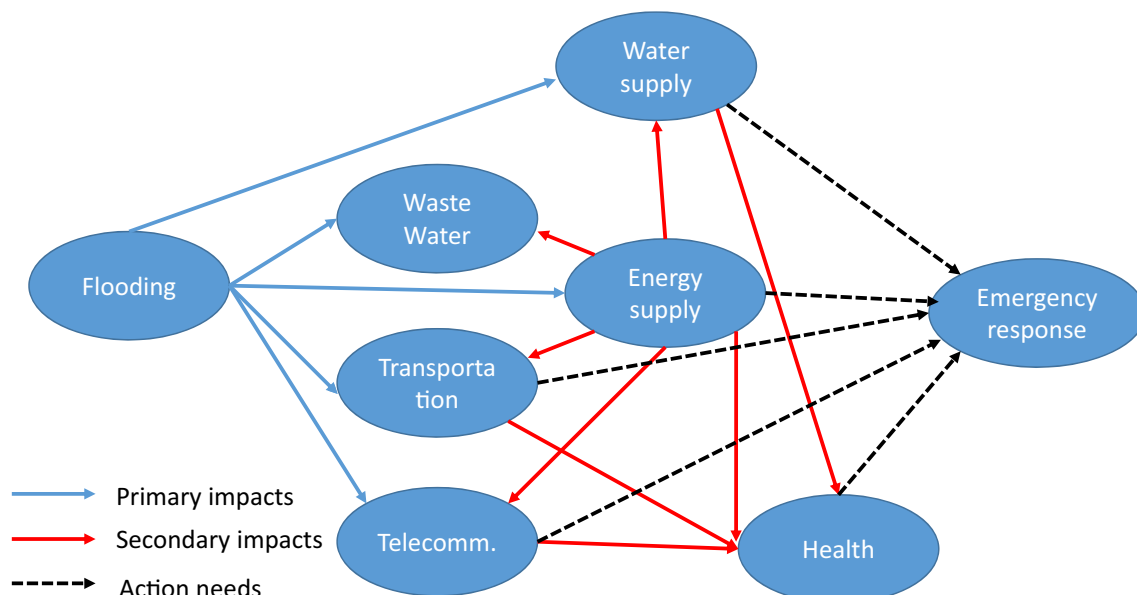 Water
supply
Waste
Water
Flooding
Energy
supply
Emergency
response
Transporta
tion
Primary impacts
Secondary impacts
Telecomm.
Health
Action needs